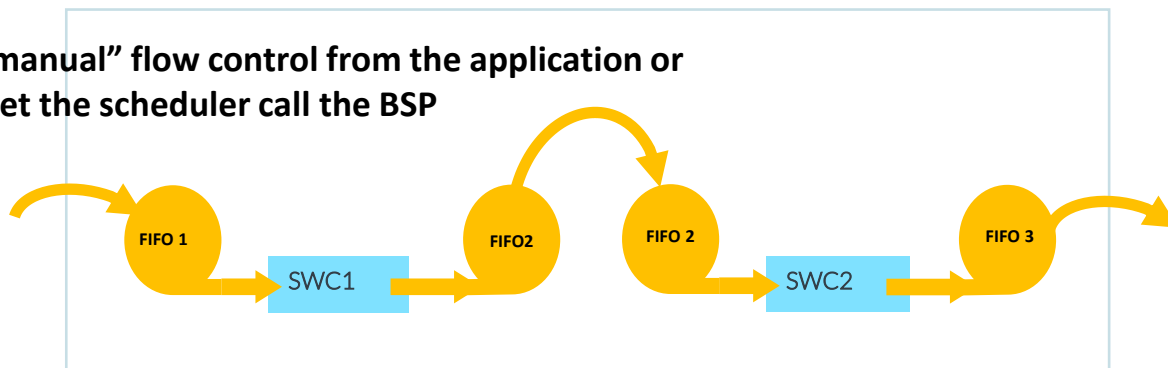 manual” flow control from the application or
et the scheduler call the BSP
FIFO 1
FIFO2
FIFO 2
FIFO 3
SWC1
SWC2